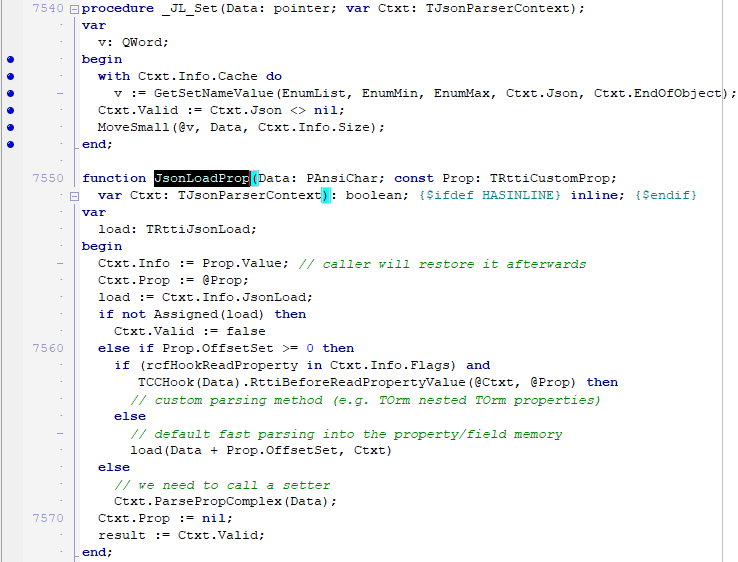 7540 procedure _JL_Set(Data: pointer; var Ctxt: TJsonParserContext);
var
  v: QWord;
begin
  with Ctxt.Info.Cache do
    v := GetSetNameValue(EnumList, EnumMin, EnumMax, Ctxt.Json, Ctxt.EndOfObject);
  Ctxt.Valid := Ctxt.Json <> nil;
  MoveSmall(@v, Data, Ctxt.Info.Size);
end;

7550 function JsonLoadProp(Data: PAnsiChar; const Prop: TRttiCustomProp;
  var Ctxt: TJsonParserContext): boolean; {$ifdef HASINLINE} inline; {$endif}
var
  load: TRttiJsonLoad;
begin
  Ctxt.Info := Prop.Value; // caller will restore it afterwards
  Ctxt.Prop := @Prop;
  load := Ctxt.Info.JsonLoad;
  if not Assigned(load) then
    Ctxt.Valid := false
7560   else if Prop.OffsetSet >= 0 then
    if (rcfHookReadProperty in Ctxt.Info.Flags) and
       TCCHook(Data).RttiBeforeReadPropertyValue(@Ctxt, @Prop) then
      // custom parsing method (e.g. TOrm nested TOrm properties)
    else
      // default fast parsing into the property/field memory
      load(Data + Prop.OffsetSet, Ctxt)
  else
    // we need to call a setter
    Ctxt.ParsePropComplex(Data);
7570   Ctxt.Prop := nil;
  result := Ctxt.Valid;
end;